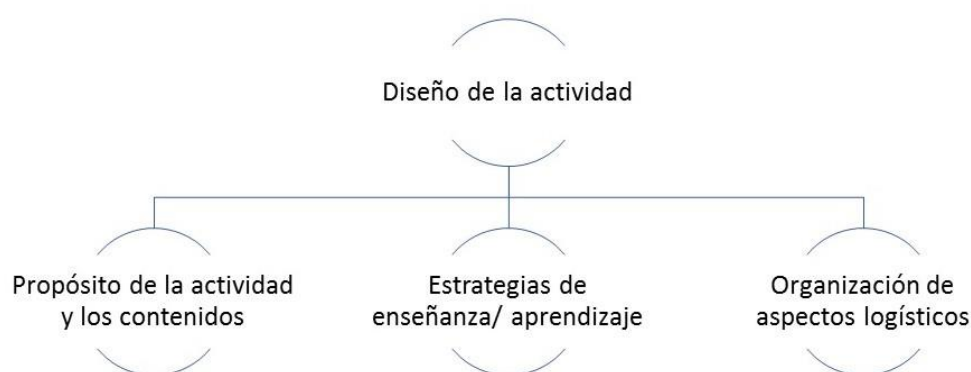 Diseño de la actividad
Propósito de la actividad
y los contenidos
Estrategias de
enseñanza/ aprendizaje
Organización de
aspectos logísticos